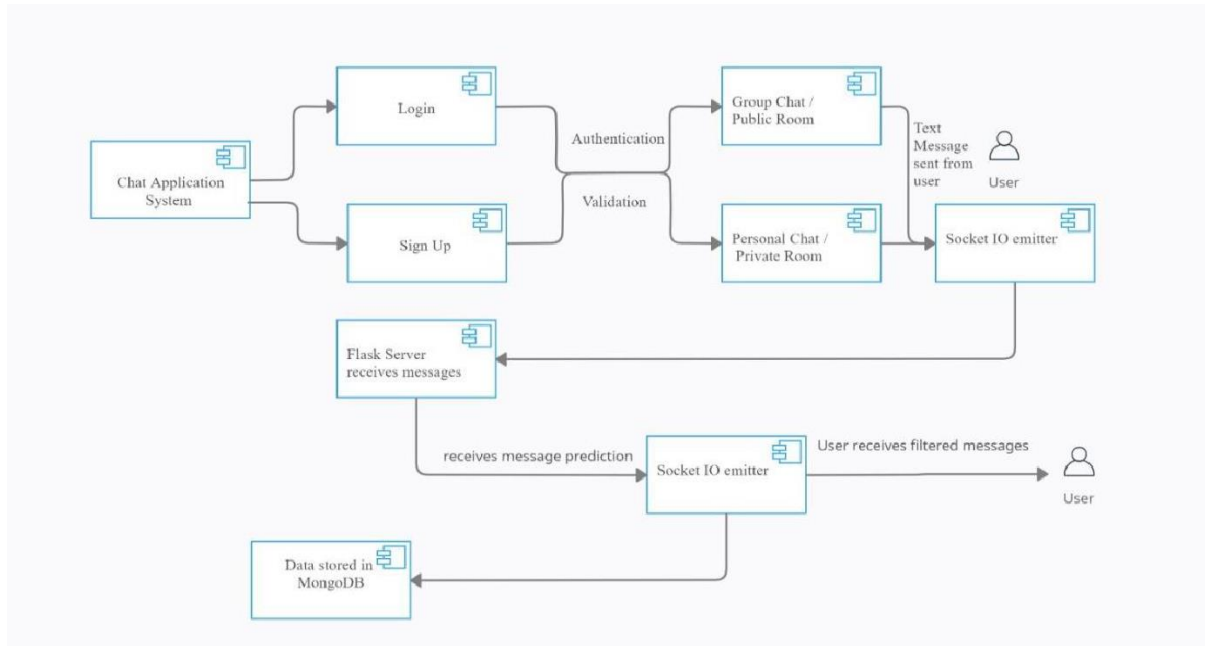 Login
Group Chat /
Public Room
Authentication
Text
Message
sent from
user
User
Chat Application
System
Validation
Sign Up
Personal Chat /
Private Room
Socket IO emitter
Flask Server
receives messages
receives message prediction
Socket IO emitter
User receives filtered messages
User
Data stored in
MongoDB